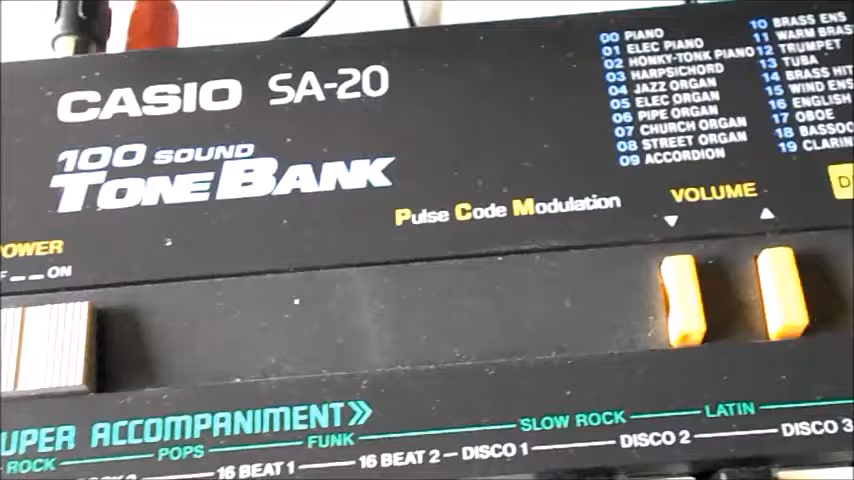 CASIO SA-20
100 SOUND
TONE BANK
Pulse Code Modulation
00 PIANO
01 ELEC PIANO
02 HONKY-TONK PIANO
03 HARPSICHORD
04 JAZZ ORGAN
05 ELEC ORGAN
06 PIPE ORGAN
07 CHURCH ORGAN
08 STREET ORGAN
09 ACCORDION
10 BRASS ENS
11 WARM BRAS
12 TRUMPET
13 TUBA
14 BRASS HIT
15 WIND ENS
16 ENGLISH
17 OBOE
18 BASSOO
19 CLARIN
VOLUME
D
POWER
F ON
UPER ACCOMPANIMENT
ROCK POPS FUNK SLOW ROCK LATIN
16 BEAT 1 16 BEAT 2 DISCO 1 DISCO 2 DISCO 3